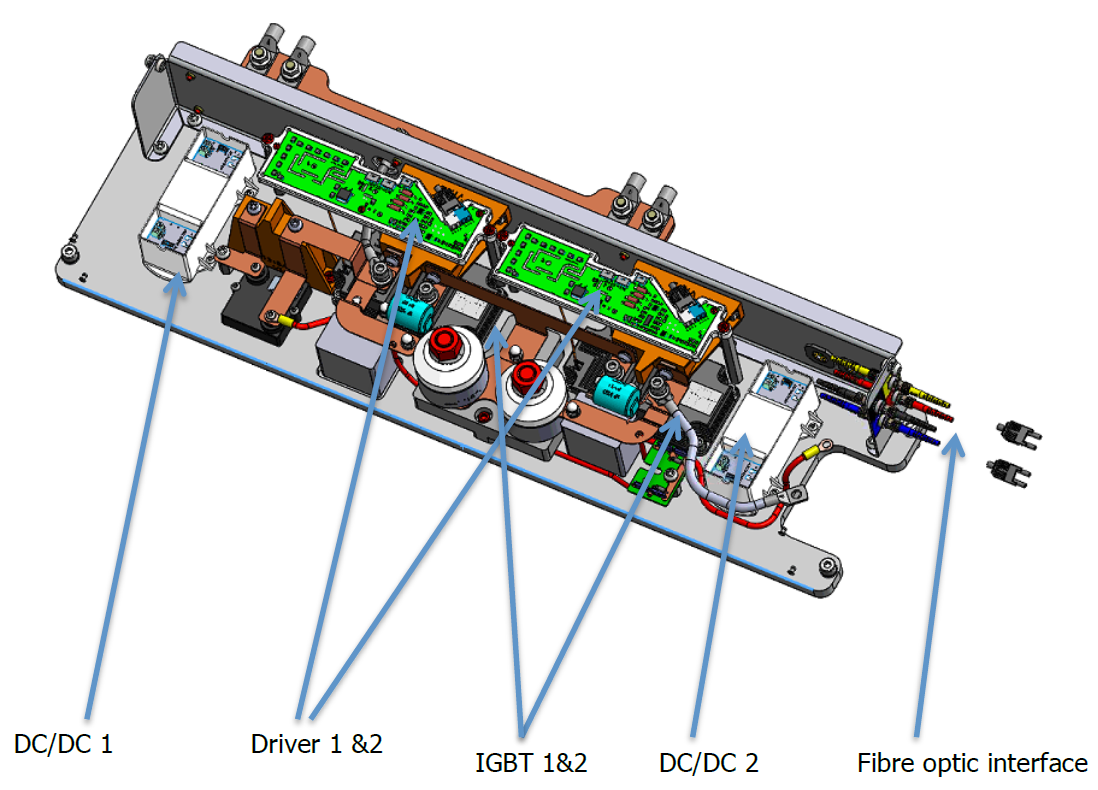 DC/DC 1
Driver 1 &2
IGBT 1&2
DC/DC 2
Fibre optic interface